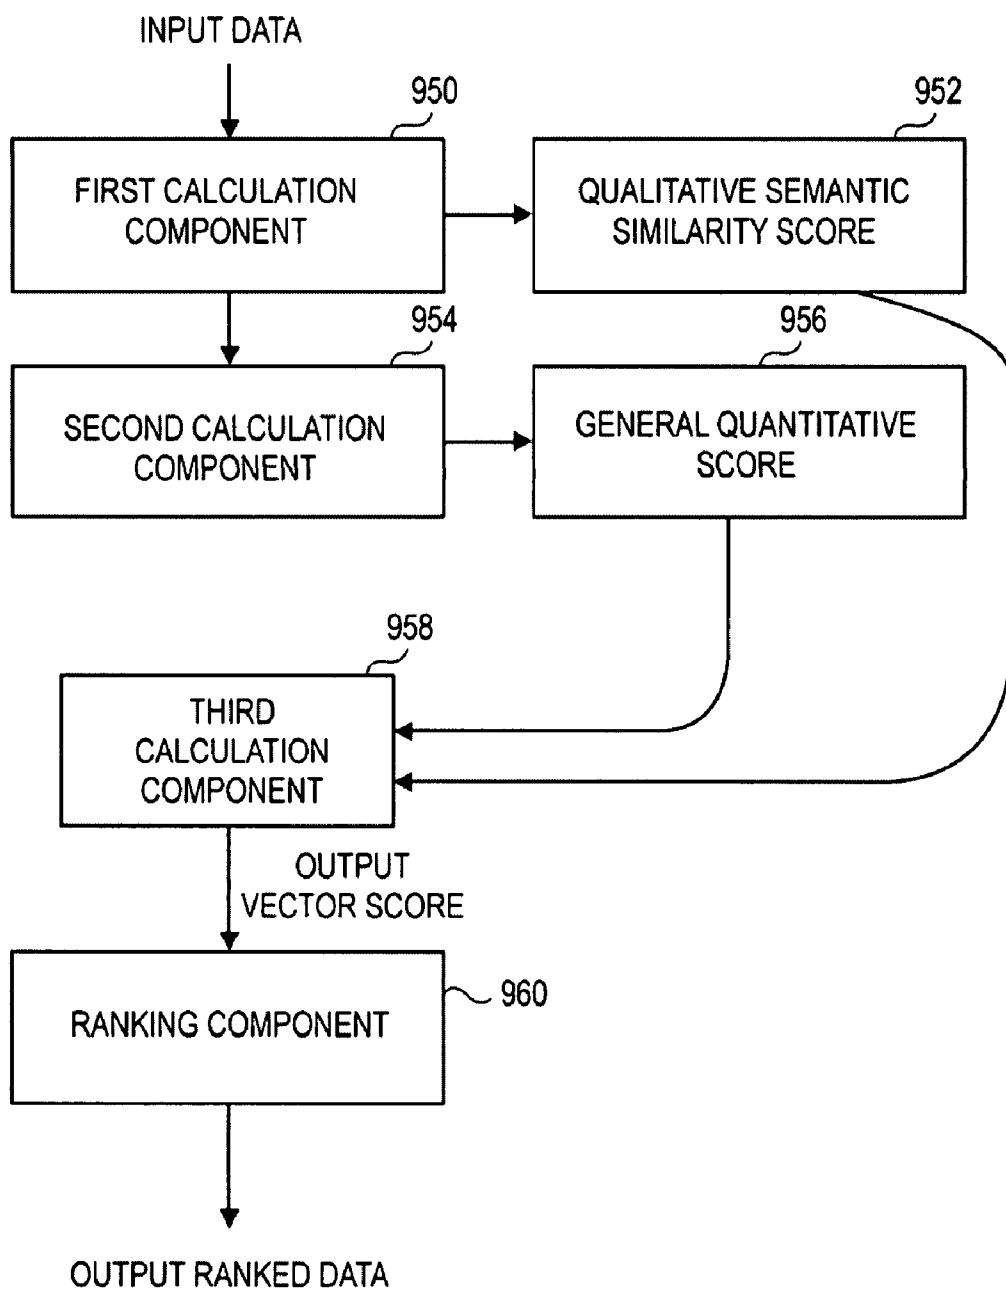 INPUT DATA
950
952
FIRST CALCULATION
COMPONENT
QUALITATIVE SEMANTIC
SIMILARITY SCORE
954
956
SECOND CALCULATION
COMPONENT
GENERAL QUANTITATIVE
SCORE
958
THIRD
CALCULATION
COMPONENT
OUTPUT
VECTOR SCORE
960
RANKING COMPONENT
OUTPUT RANKED DATA